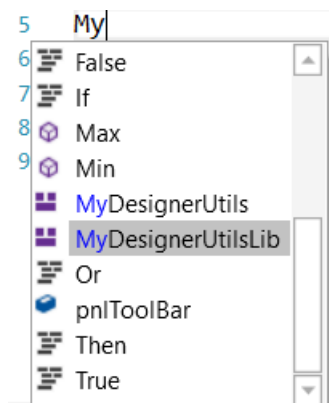 5 My
6 False
7 If
8 Max
9 Min
MyDesignerUtils
MyDesignerUtilsLib
Or
pnlToolBar
Then
True